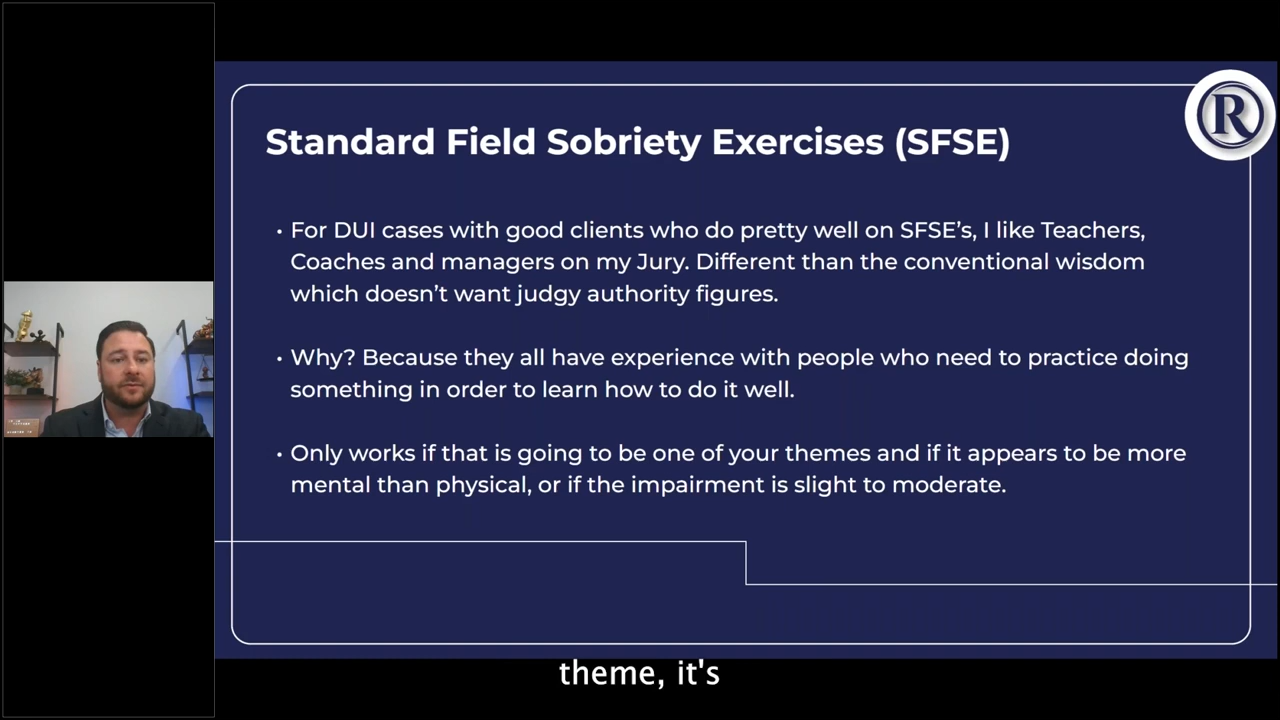 R
Standard Field Sobriety Exercises (SFSE)
• For DUI cases with good clients who do pretty well on SFSE’s, I like Teachers,
Coaches and managers on my Jury. Different than the conventional wisdom
which doesn’t want judgy authority figures.
• Why? Because they all have experience with people who need to practice doing
something in order to learn how to do it well.
• Only works if that is going to be one of your themes and if it appears to be more
mental than physical, or if the impairment is slight to moderate.
theme, it's